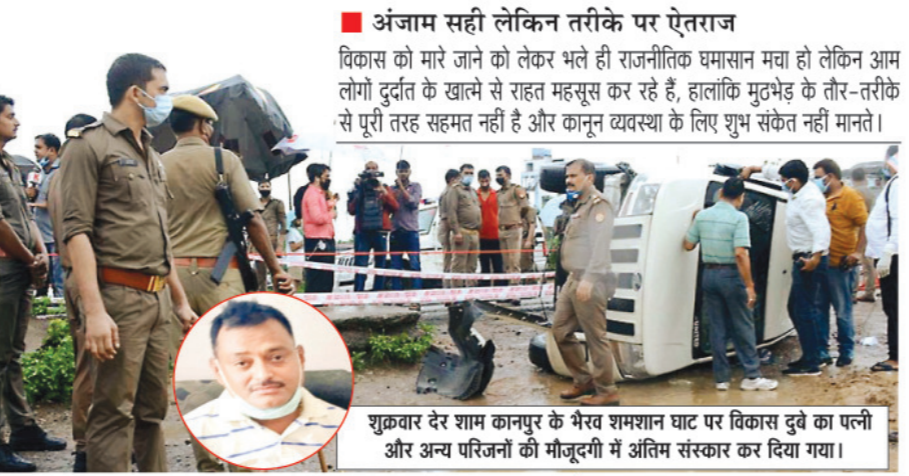 अंजाम सही लेकिन तरीके पर ऐतराज
विकास को मारे जाने को लेकर भले ही राजनीतिक घमासान मचा हो लेकिन आम
लोगों दुर्दांत के खात्मे से राहत महसूस कर रहे हैं, हालांकि मुठभेड़ के तौर-तरीके
से पूरी तरह सहमत नहीं है और कानून व्यवस्था के लिए शुभ संकेत नहीं मानते।
शुक्रवार देर शाम कानपुर के भैरव शमशान घाट पर विकास दुबे का पत्नी
और अन्य परिजनों की मौजूदगी में अंतिम संस्कार कर दिया गया।